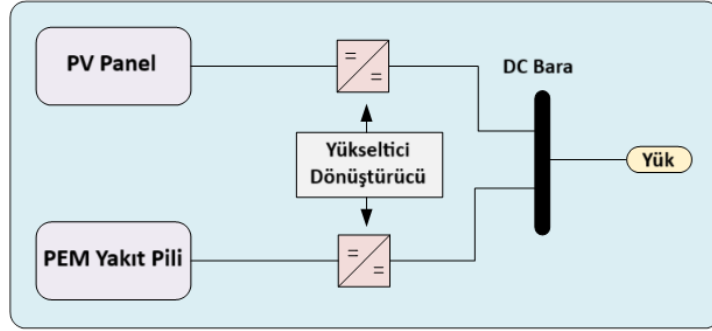 PV Panel
DC Bara
Yükseltici
Dönüştürücü
Yük
PEM Yakıt Pili